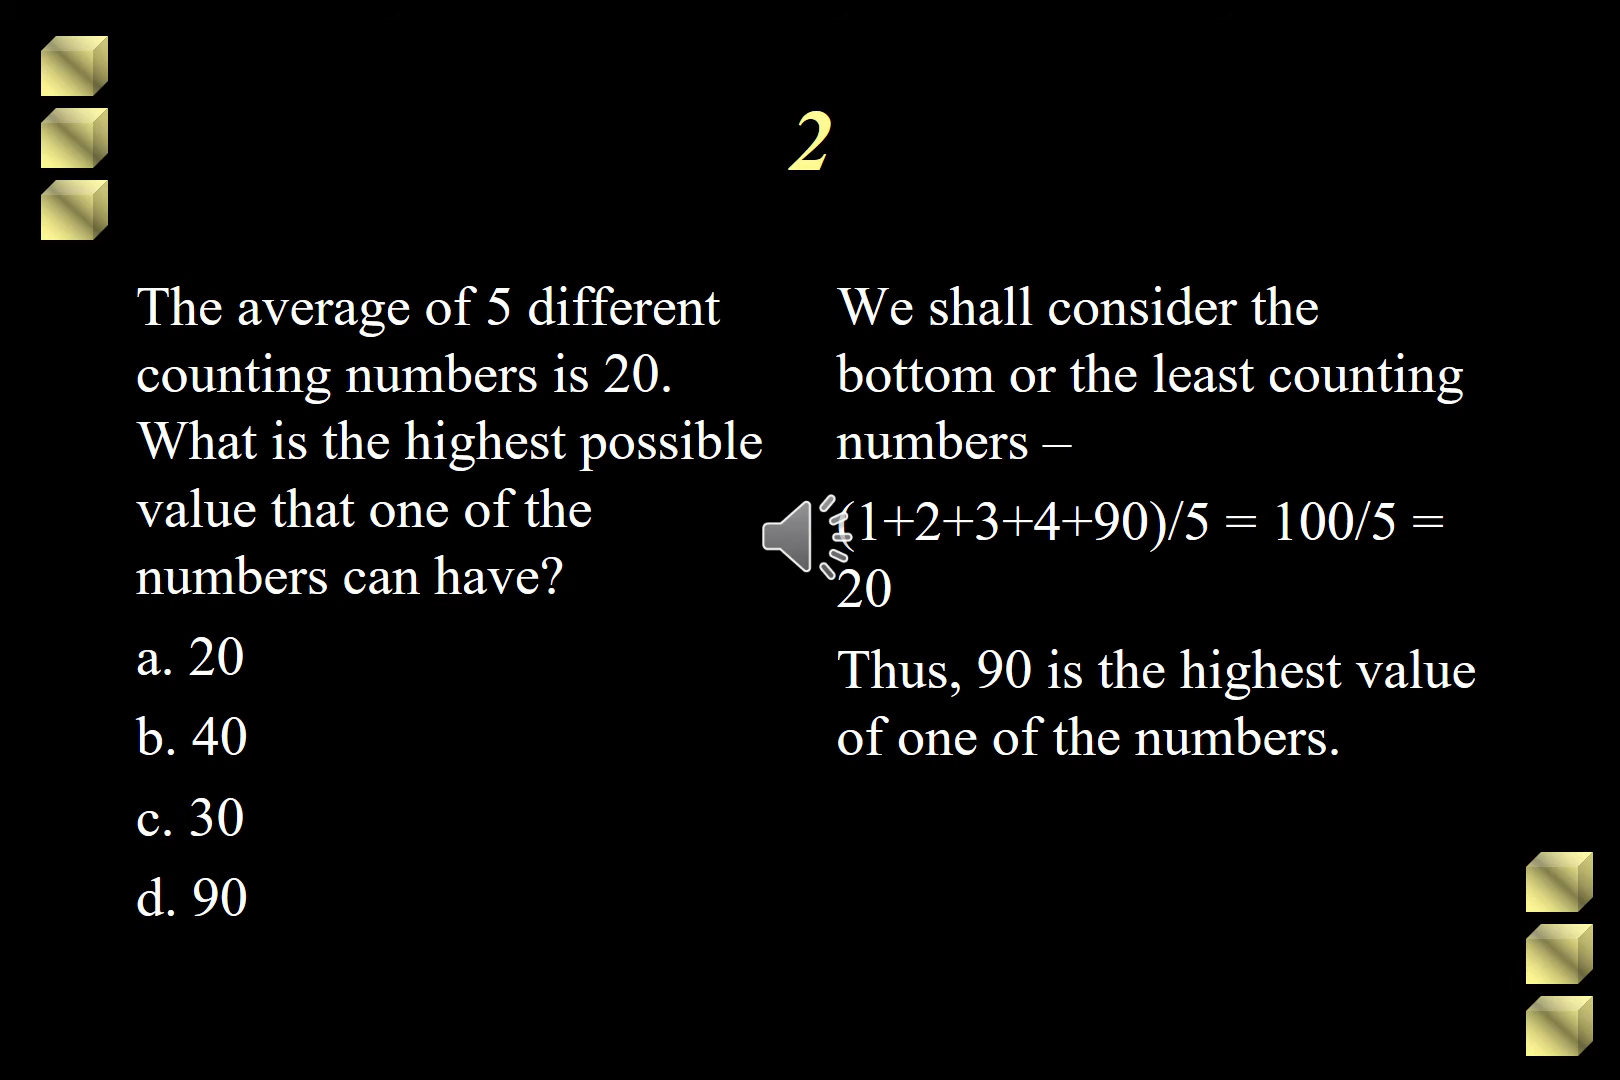 2
The average of 5 different
counting numbers is 20.
What is the highest possible
value that one of the
numbers can have?
a. 20
b. 40
c. 30
d. 90
We shall consider the
bottom or the least counting
numbers –
(1+2+3+4+90)/5 = 100/5 =
20
Thus, 90 is the highest value
of one of the numbers.